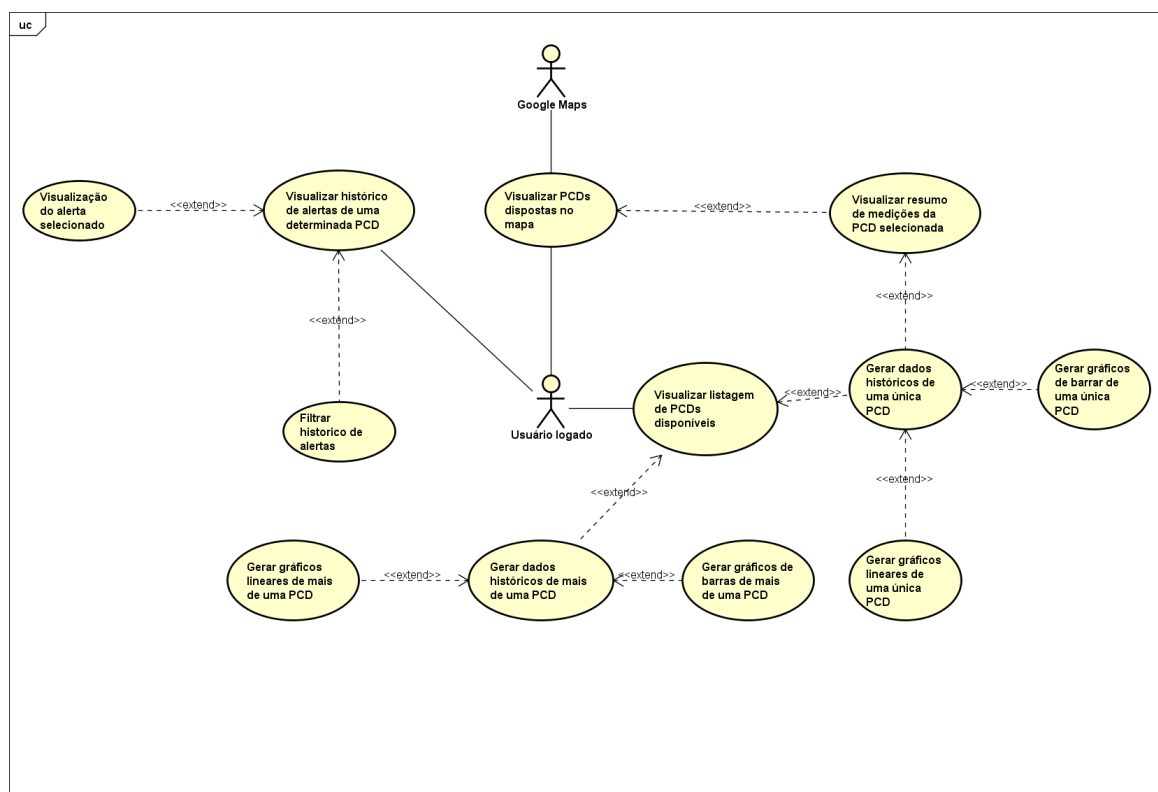 uc
Google Maps
Visualização
do alerta
selecionado
<<extend>>
Visualizar histórico
de alertas de uma
determinada PCD
Visualizar PCDs
dispostas no
mapa
<<extend>>
Visualizar resumo
de medições da
PCD selecionada
<<extend>>
<<extend>>
Filtrar
historico de
alertas
Usuário logado
Visualizar listagem
de PCDs
disponíveis
<<extend>>
Gerar dados
históricos de
uma única
PCD
<<extend>>
Gerar gráficos
de barrar de
uma única
PCD
<<extend>>
<<extend>>
Gerar gráficos
lineares de mais
de uma PCD
<<extend>>
Gerar dados
históricos de mais
de uma PCD
<<extend>>
Gerar gráficos de
barras de mais
de uma PCD
Gerar gráficos
lineares de
uma única
PCD